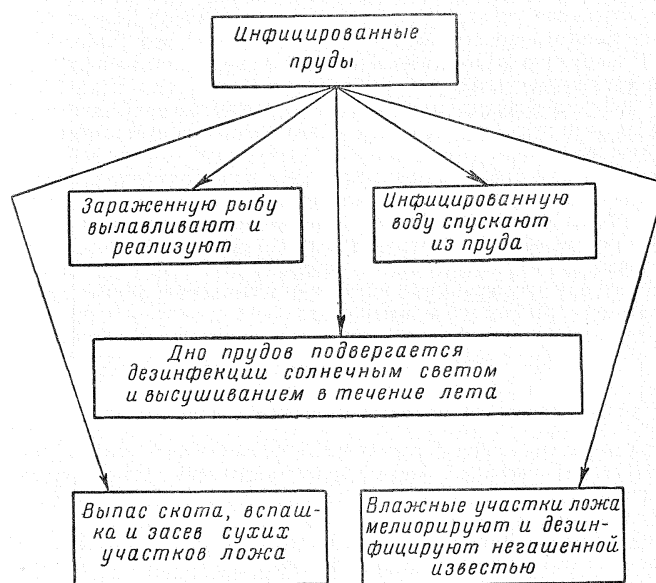 Инфицированные
пруды
Зараженную рыбу
вылавливают и
реализуют
Инфицированную
воду спускают
из пруда
Дно прудов подвергается
дезинфекции солнечным светом
и высушиванием в течение лета
Выпас скота, вспаш-
ка и засев сухих
участков ложа
Влажные участки ложа
мелиорируют и дезин-
фицируют негашенной
известью